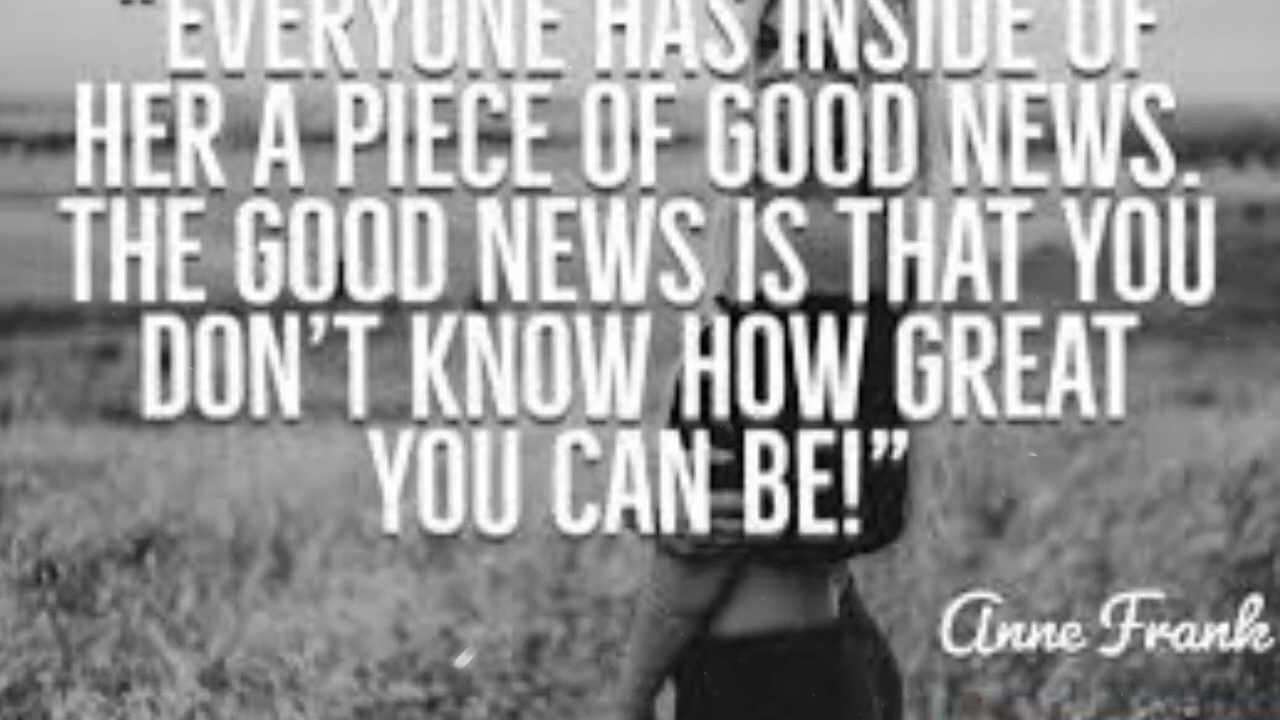 “EVERYONE HAS INSIDE OF
HER A PIECE OF GOOD NEWS.
THE GOOD NEWS IS THAT YOU
DON’T KNOW HOW GREAT
YOU CAN BE!”
Anne Frank